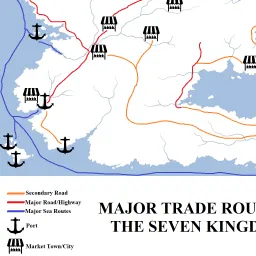 Secondary Road
Major Road/Highway
Major Sea Routes
Port
Market Town/City
MAJOR TRADE ROU
THE SEVEN KINGD